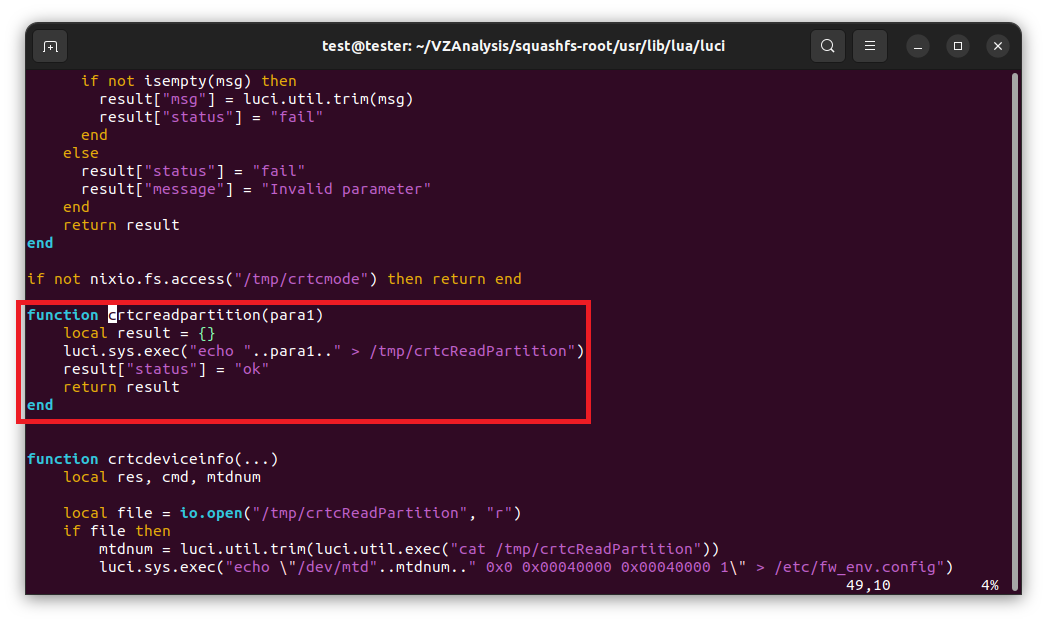 test@tester: ~/VZAnalysis/squashfs-root/usr/lib/lua/luci
if not isempty(msg) then
result["msg"] = luci.util.trim(msg)
result["status"] = "fail"
end
else
result["status"] = "fail"
result["message"] = "Invalid parameter"
end
return result
end
if not nixio.fs.access("/tmp/crtcmode") then return end
function crtcreadpartition(para1)
local result = {}
luci.sys.exec("echo "..para1.." > /tmp/crtcReadPartition")
result["status"] = "ok"
return result
end
function crtcdeviceinfo(...)
local res, cmd, mtdnum
local file = io.open("/tmp/crtcReadPartition", "r")
if file then
mtdnum = luci.util.trim(luci.util.exec("cat /tmp/crtcReadPartition"))
luci.sys.exec("echo \"/dev/mtd"..mtdnum.." 0x0 0x00040000 0x00040000 1\" > /etc/fw_env.config")
49,10 4%